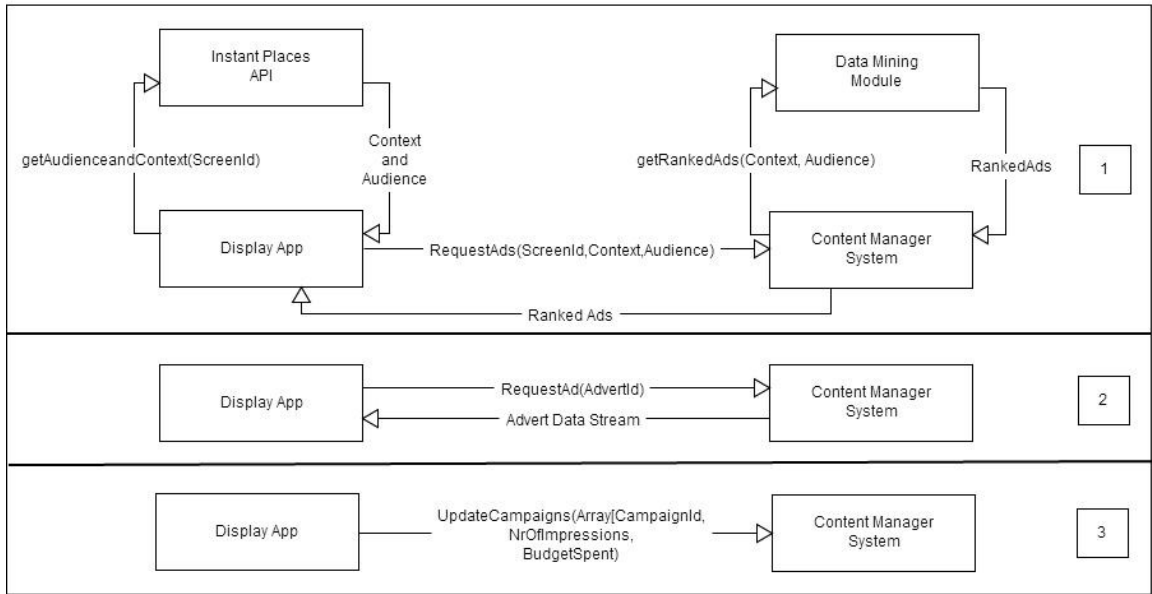 Instant Places
API
Data Mining
Module
getAudienceandContext(ScreenId)
Context
and
Audience
getRankedAds(Context, Audience)
RankedAds
1
Display App
RequestAds(ScreenId,Context,Audience)
Content Manager
System
Ranked Ads
Display App
RequestAd(AdvertId)
Advert Data Stream
Content Manager
System
2
Display App
UpdateCampaigns(Array[CampaignId,
NrOfImpressions,
BudgetSpent)
Content Manager
System
3